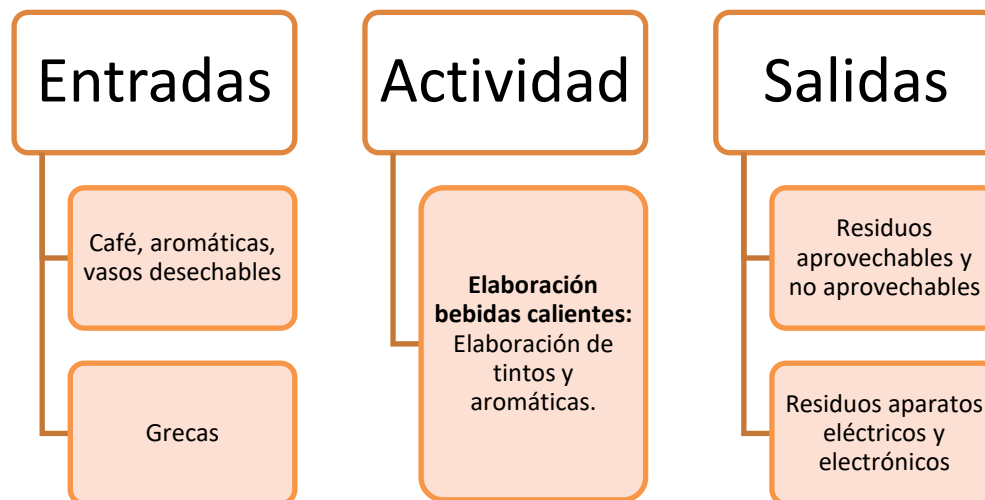 Entradas
Café, aromáticas,
vasos desechables
Grecas
Actividad
Elaboración
bebidas calientes:
Elaboración de
tintos y
aromáticas.
Salidas
Residuos
aprovechables y
no aprovechables
Residuos aparatos
eléctricos y
electrónicos